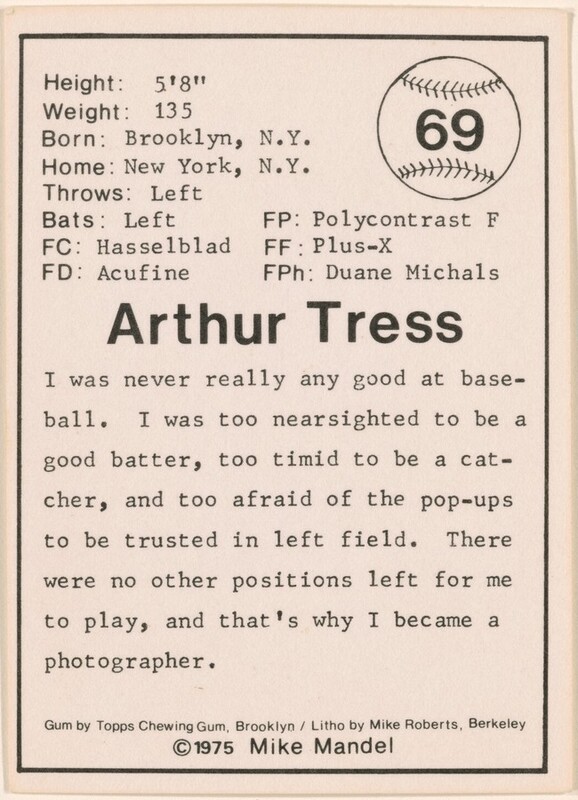 Height: 5'8"
Weight: 135
Born: Brooklyn, N.Y.
Home: New York, N.Y.
Throws: Left
69
Bats: Left FP: Polycontrast F
FC: Hasselblad FF: Plus-X
FD: Acufine FPh: Duane Michals
Arthur Tress
I was never really any good at base-
ball. I was too nearsighted to be a
good batter, too timid to be a cat-
cher, and too afraid of the pop-ups
to be trusted in left field. There
were no other positions left for me
to play, and that's why I became a
photographer.
Gum by Topps Chewing Gum, Brooklyn / Litho by Mike Roberts, Berkeley
©1975 Mike Mandel